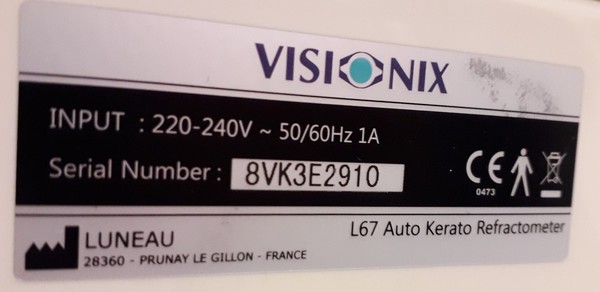 VISIONIX
INPUT : 220-240V ~ 50/60Hz 1A
Serial Number : 8VK3E2910
CE
0473
L67 Auto Kerato Refractometer
LUNEAU
28360 - PRUNAY LE GILLON - FRANCE